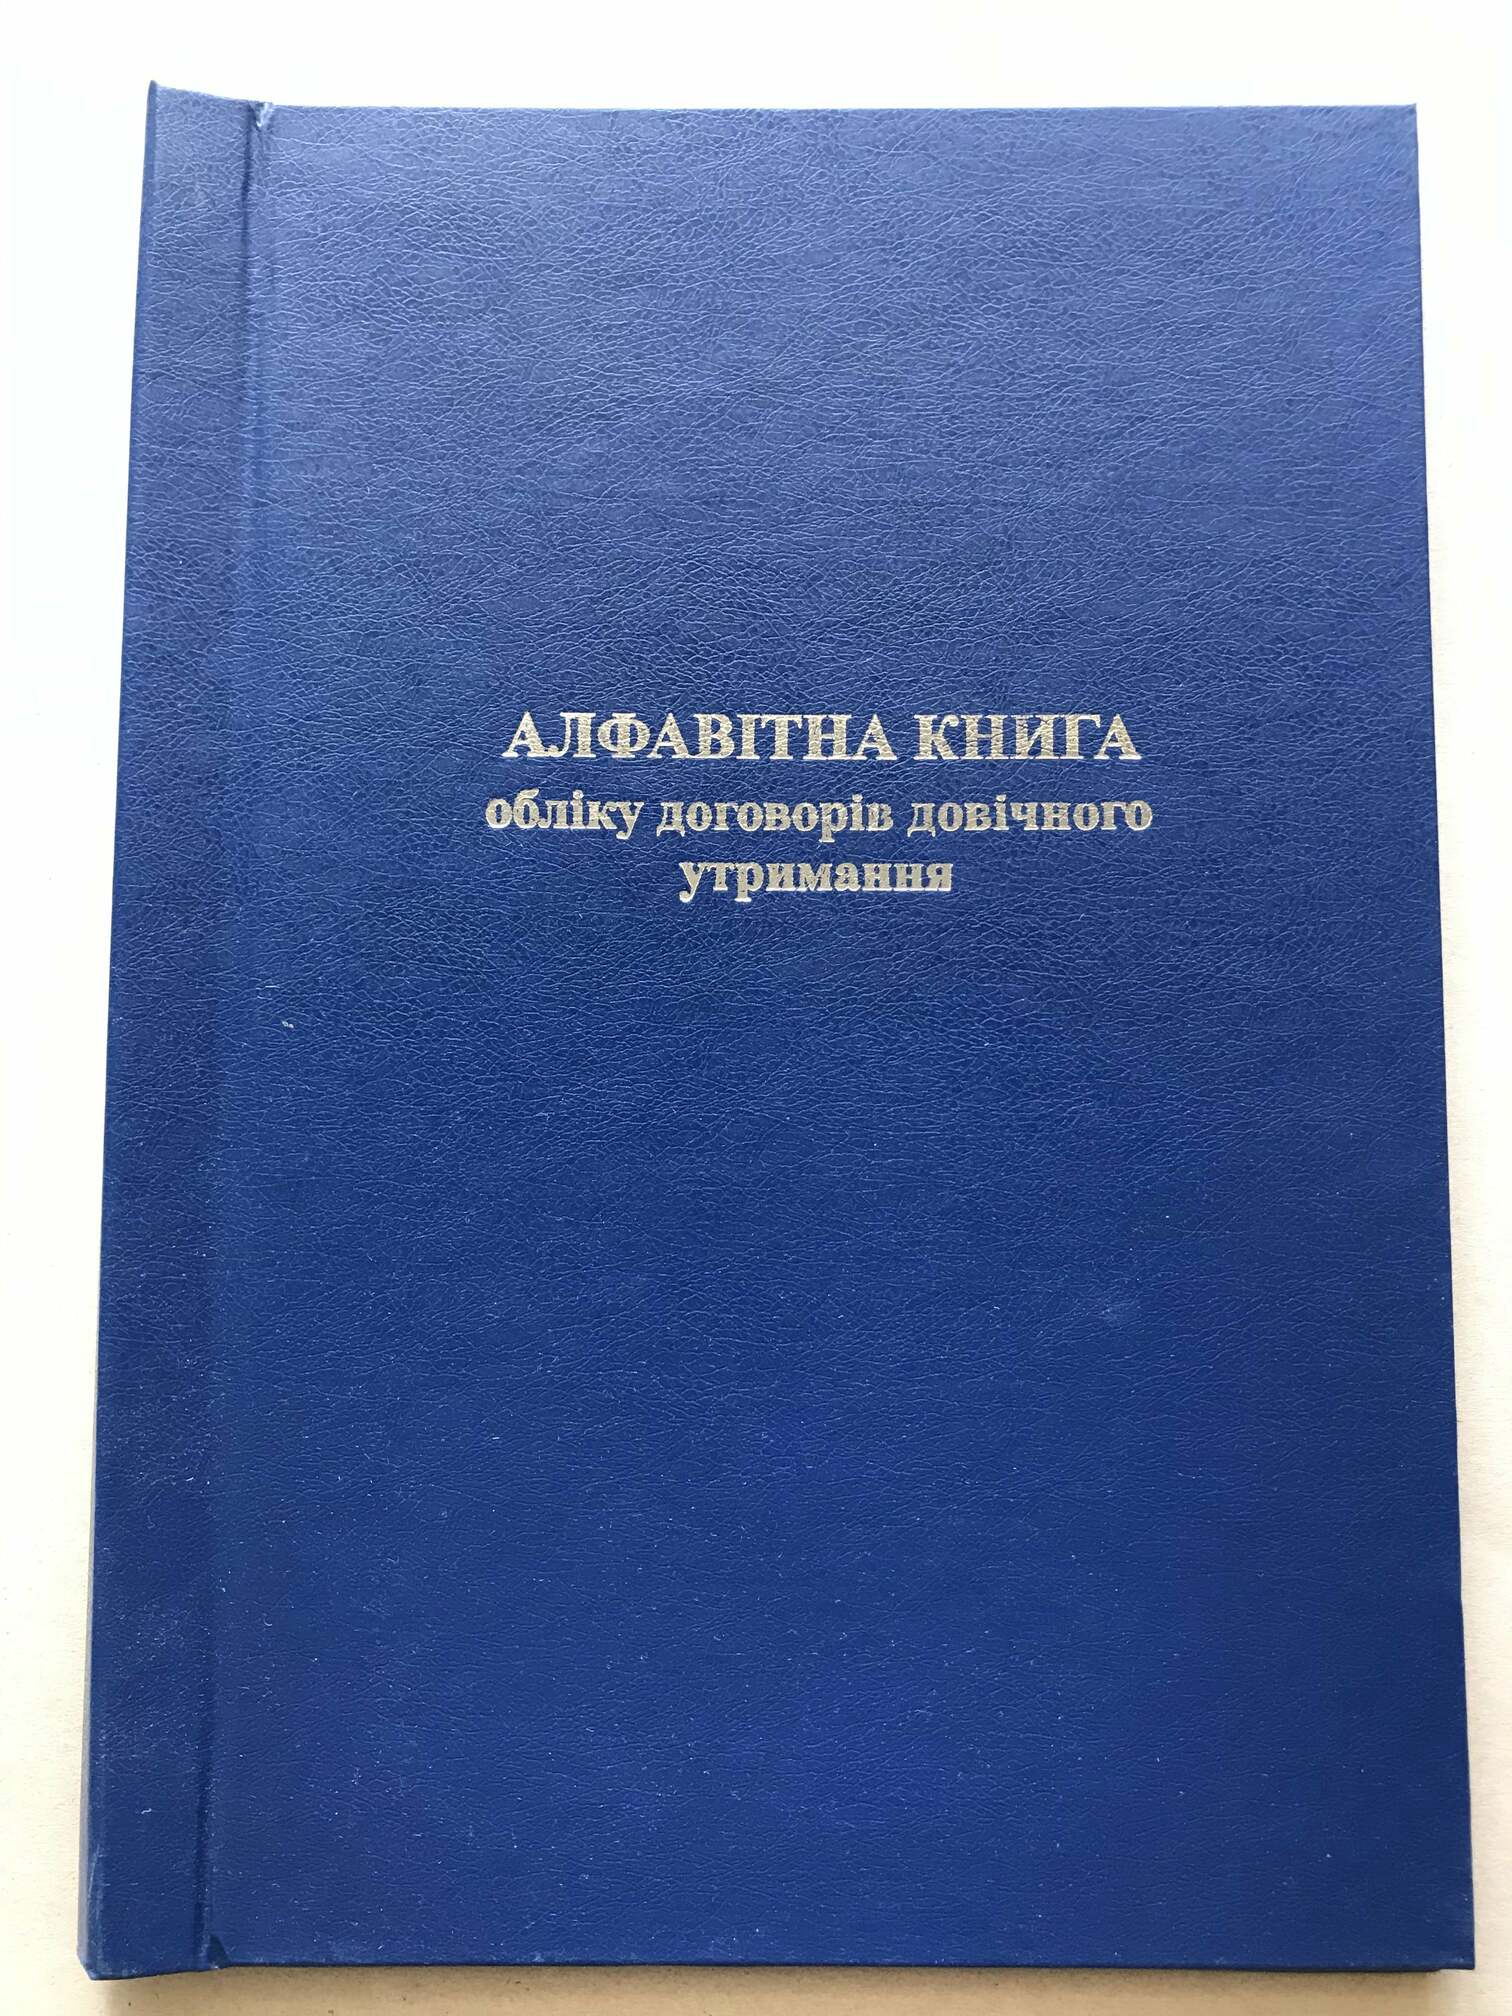 АЛФАВІТНА КНИГА
обліку договорів довічного
утримання